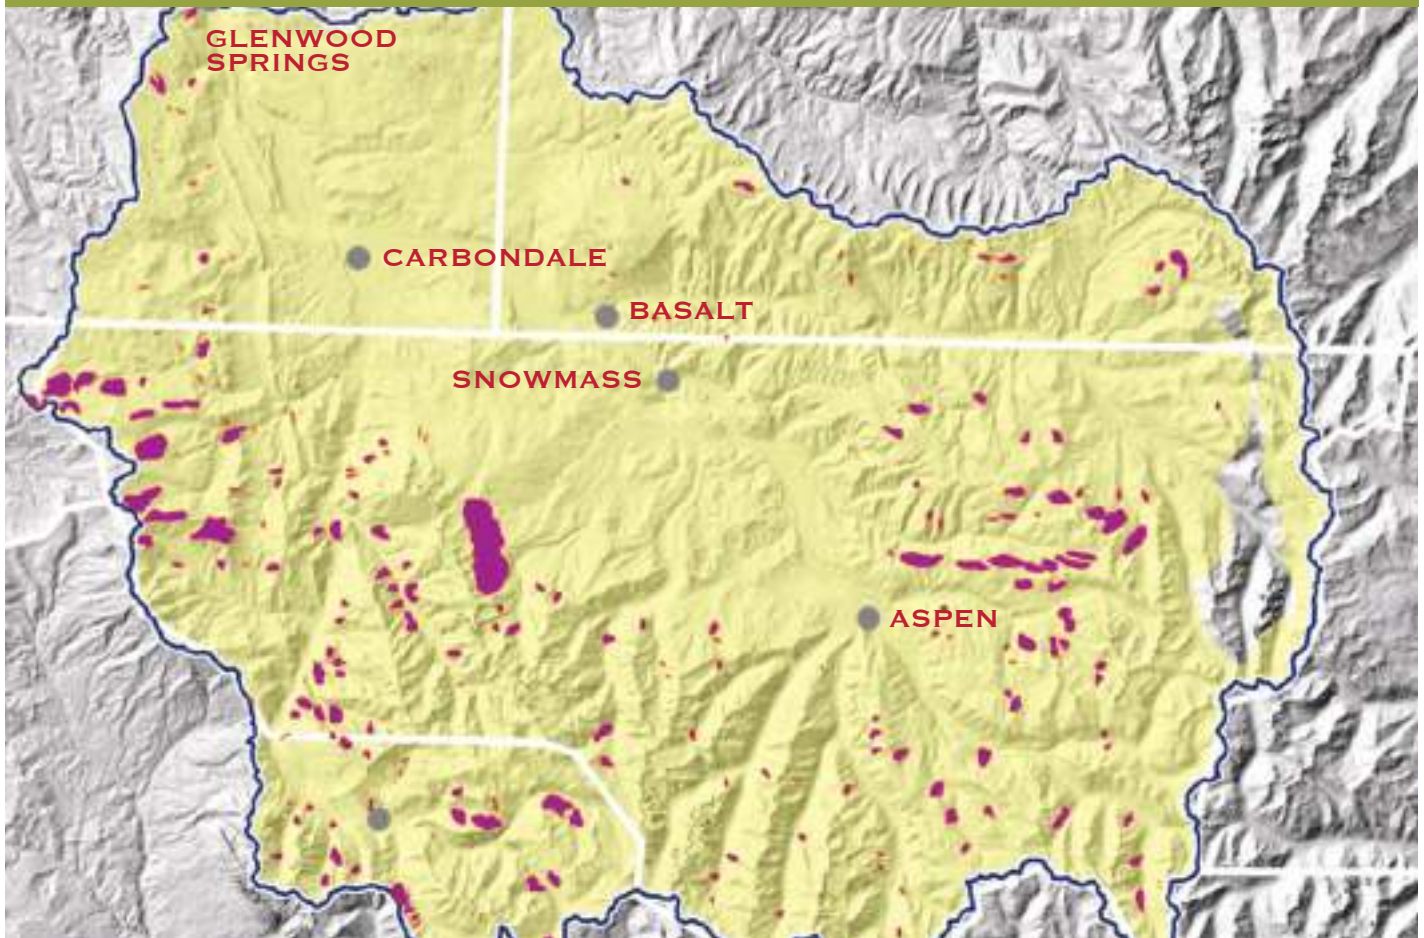 GLENWOOD
SPRINGS
CARBONDALE
BASALT
SNOWMASS
ASPEN